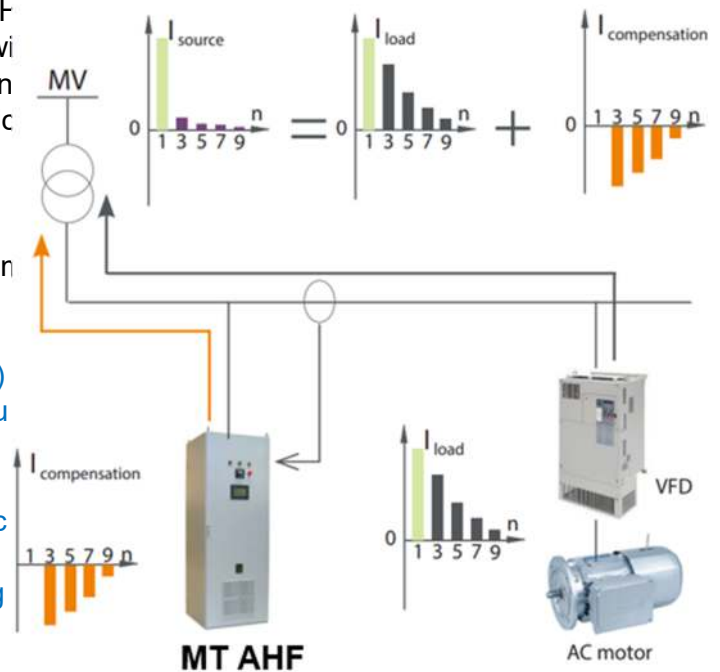 MV
I source
0
1 3 5 7 9
n
=
I load
0
1 3 5 7 9
n
+
I compensation
0
1 3 5 7 9 n
I compensation
1 3 5 7 9 n
MT AHF
I load
0
1 3 5 7 9
n
VFD
AC motor